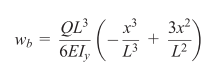 $w_b = \frac{QL^3}{6EI_y} \left( -\frac{x^3}{L^3} + \frac{3x^2}{L^2} \right)$